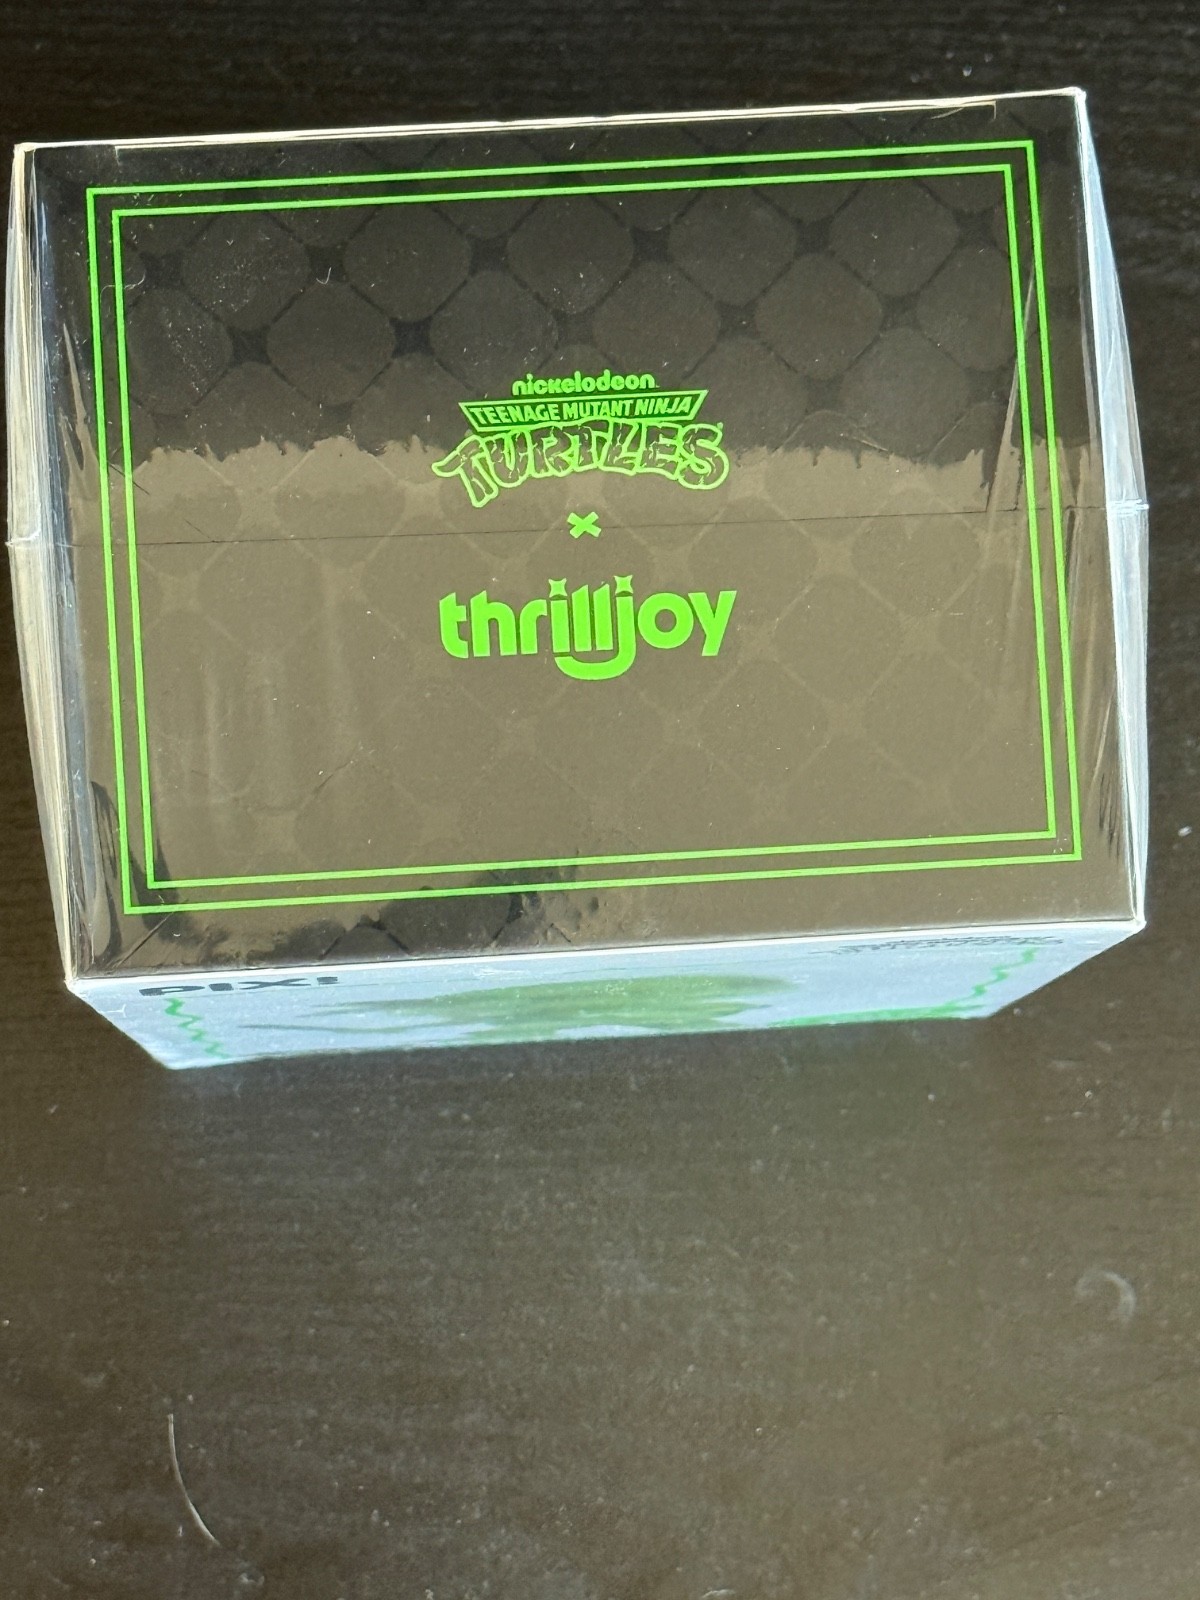 nickelodeon
TEENAGE MUTANT NINJA
TURTLES
x
thrilljoy
PIX!